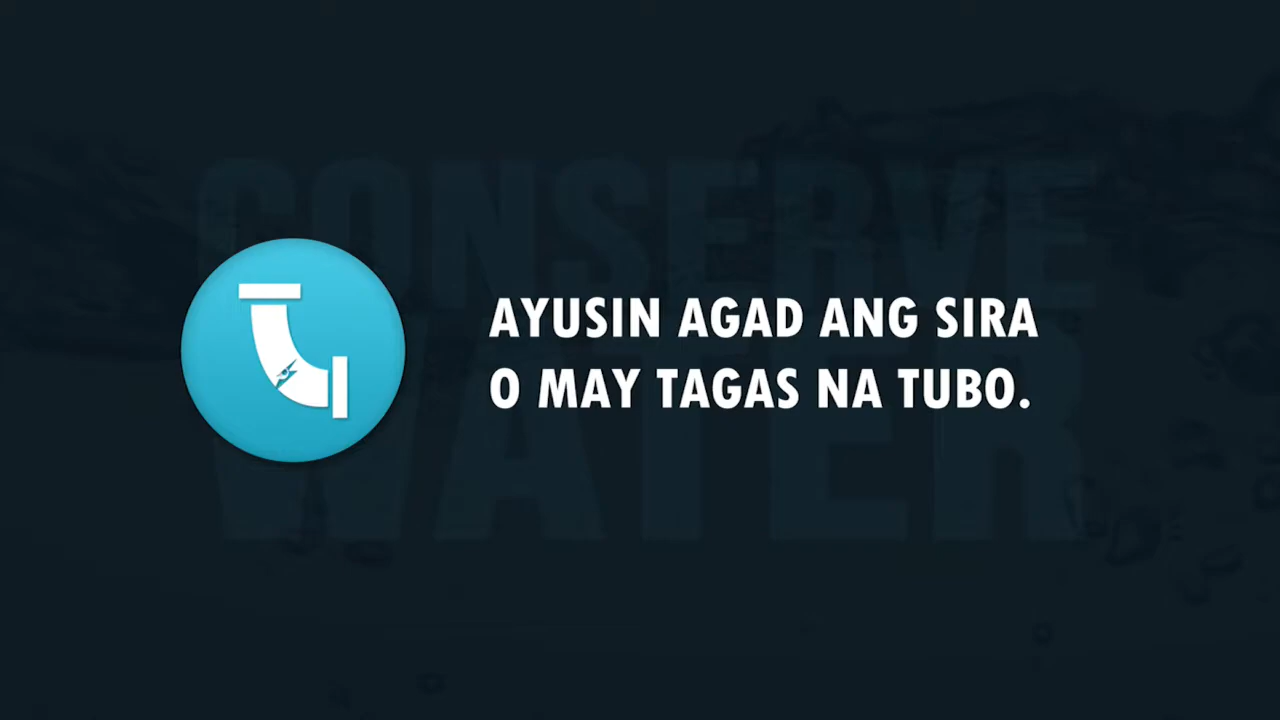 CONSERVE
WATER
AYUSIN AGAD ANG SIRA
O MAY TAGAS NA TUBO.